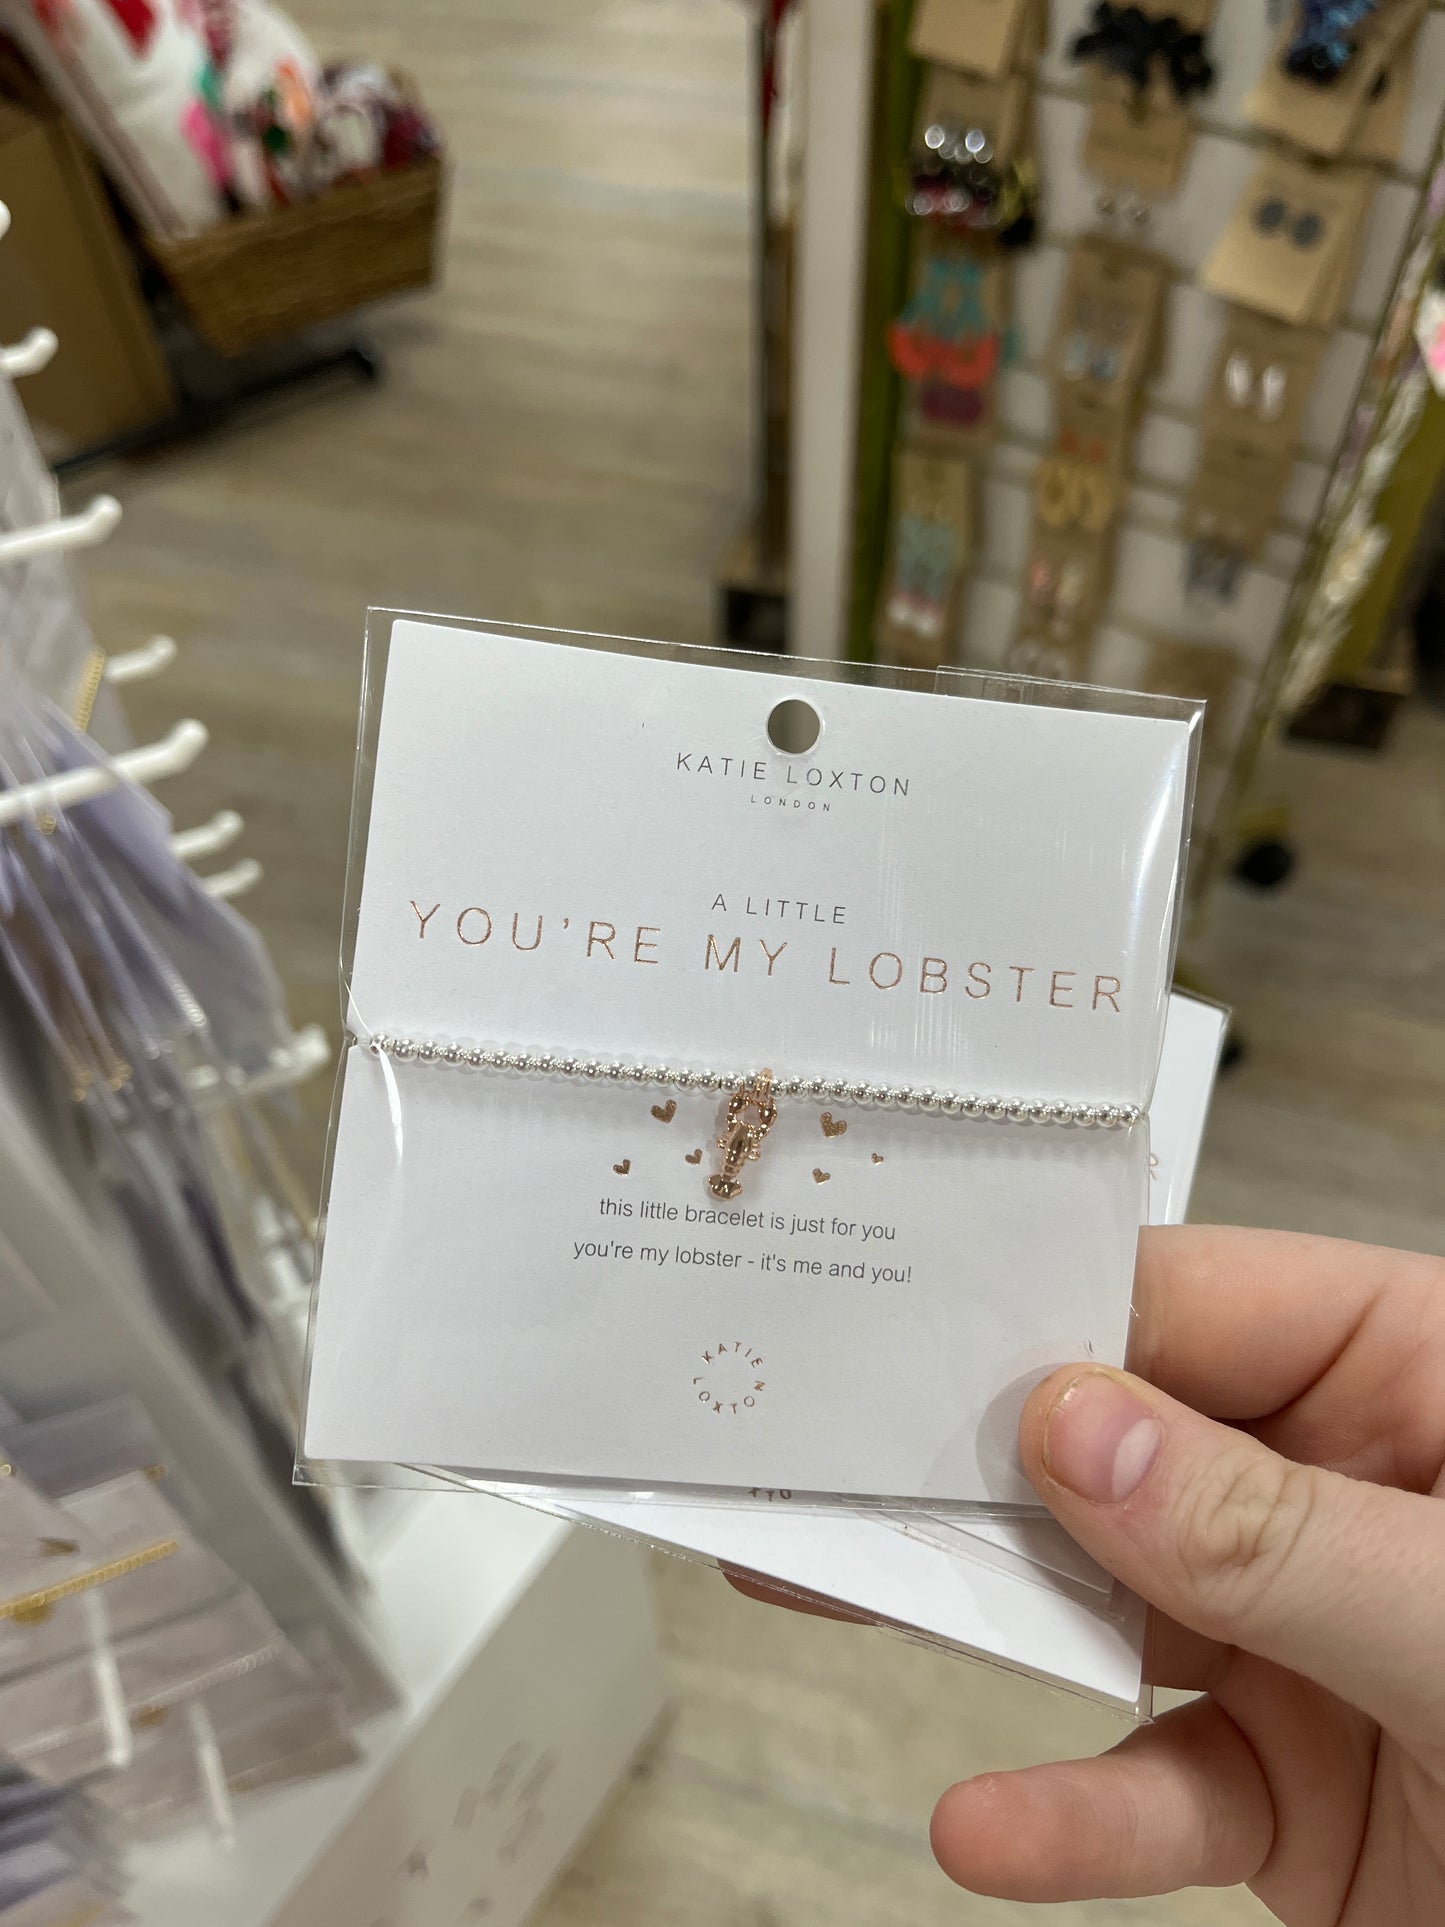 KATIE LOXTON
LONDON
A LITTLE
YOU'RE MY LOBSTER
this little bracelet is just for you
you're my lobster - it's me and you!
KATIE LOXTON